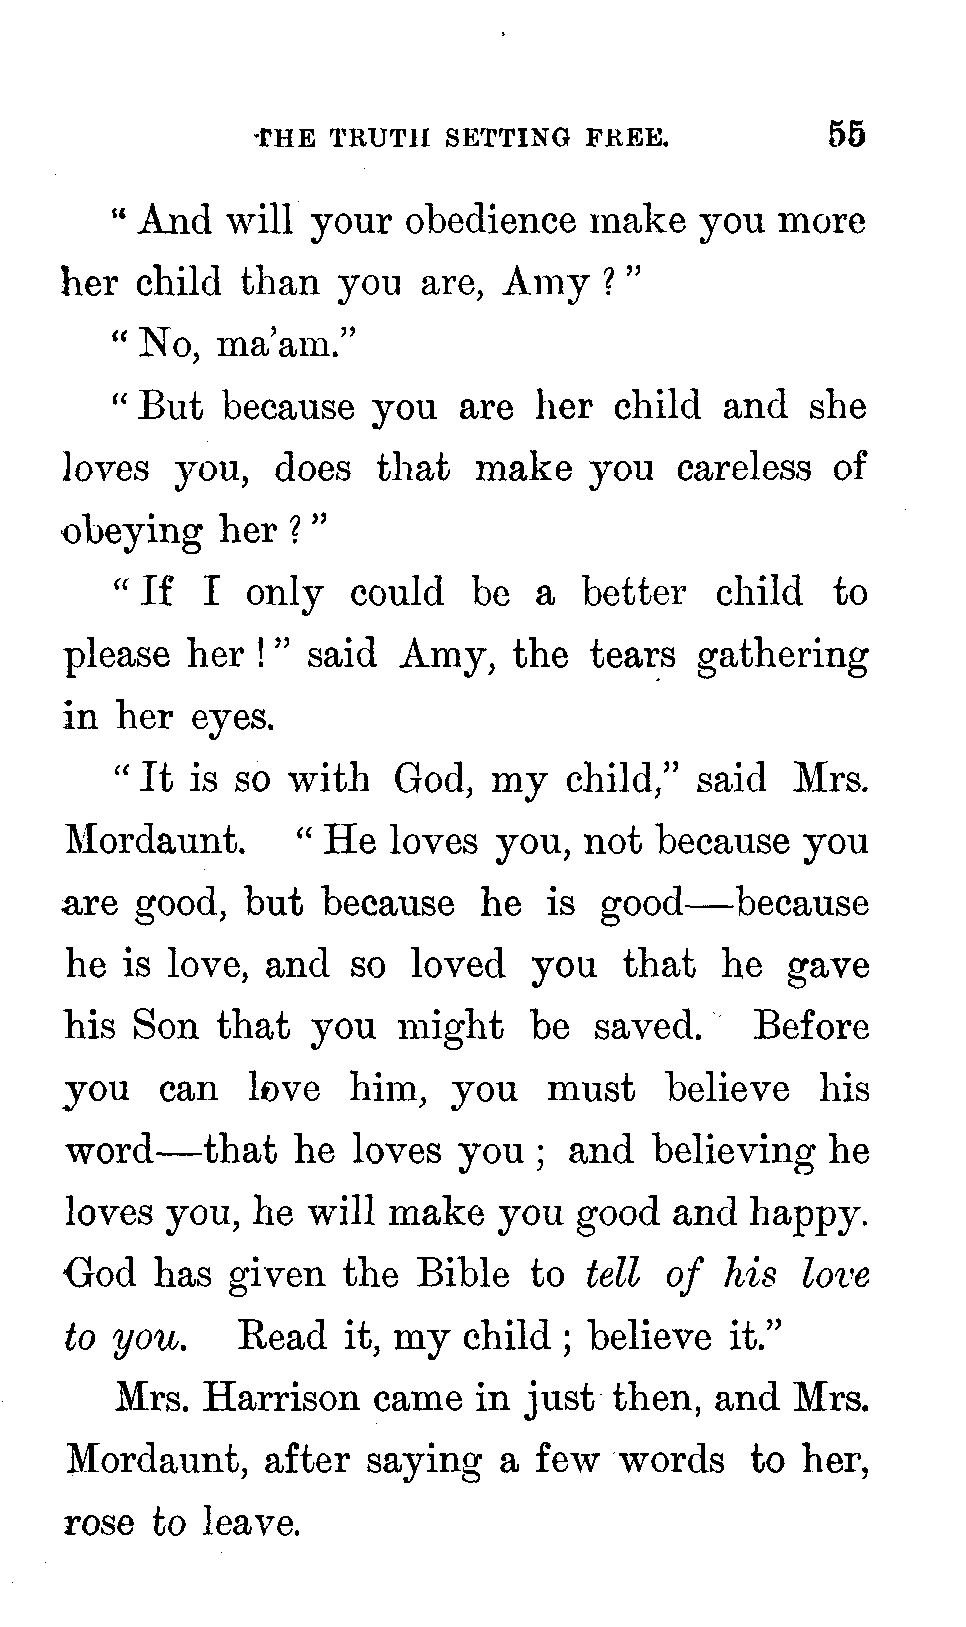 THE TRUTH SETTING FREE. 55
“ And will your obedience make you more
her child than you are, Amy ? ”
“ No, ma’am.”
“ But because you are her child and she
loves you, does that make you careless of
obeying her ? ”
“ If I only could be a better child to
please her ! ” said Amy, the tears gathering
in her eyes.
“ It is so with God, my child,” said Mrs.
Mordaunt. “ He loves you, not because you
are good, but because he is good—because
he is love, and so loved you that he gave
his Son that you might be saved. Before
you can love him, you must believe his
word—that he loves you ; and believing he
loves you, he will make you good and happy.
God has given the Bible to tell of his love
to you. Read it, my child ; believe it.”
Mrs. Harrison came in just then, and Mrs.
Mordaunt, after saying a few words to her,
rose to leave.